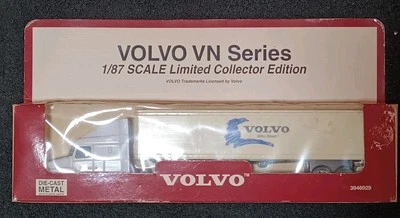 VOLVO VN Series
1/87 SCALE Limited Collector Edition
VOLVO Trademarks Licensed by Volvo
VOLVO
DIE-CAST
METAL
VOLVO
3946929